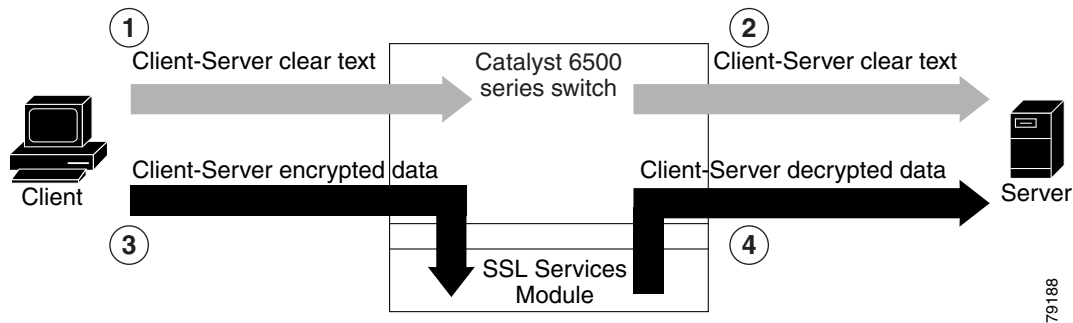 1
2
Client-Server clear text
Catalyst 6500
series switch
Client-Server clear text
Client-Server encrypted data
Client-Server decrypted data
Client
Server
3
4
SSL Services
Module
79188